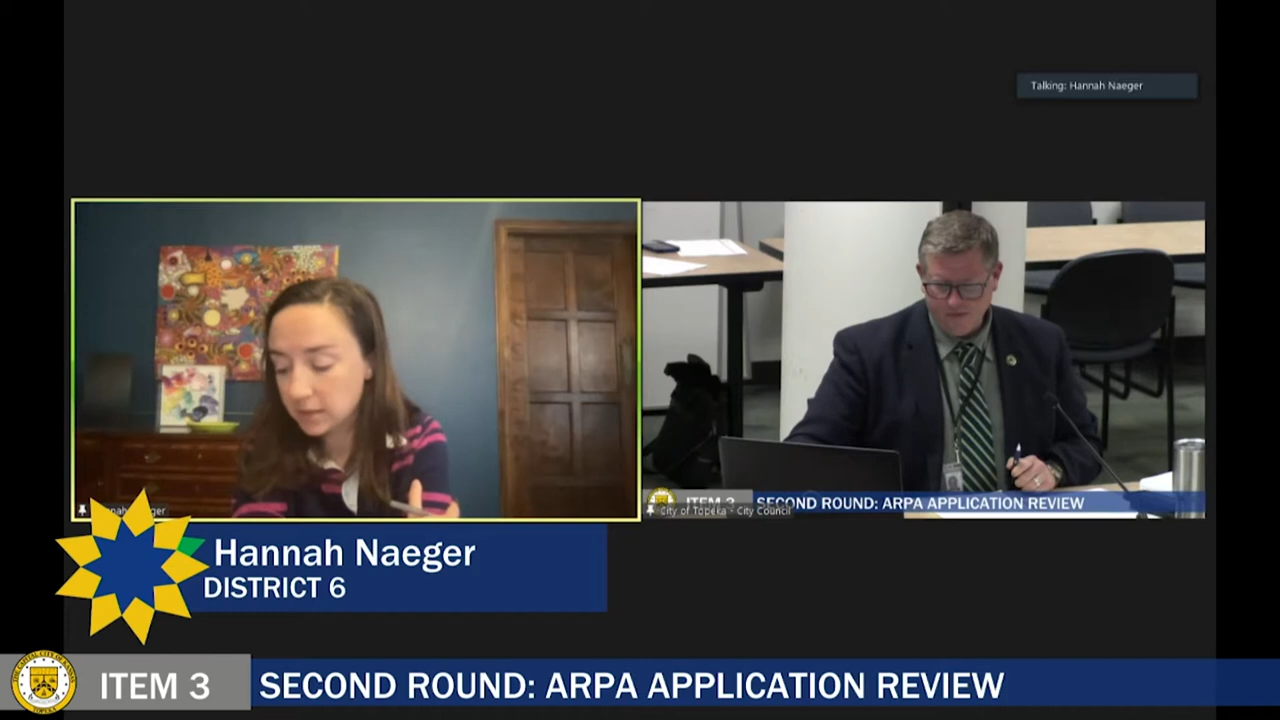 Talking: Hannah Naeger
ITEM 3 SECOND ROUND: ARPA APPLICATION REVIEW
City of Topeka - City Council
Hannah Naeger
DISTRICT 6
ITEM 3 SECOND ROUND: ARPA APPLICATION REVIEW